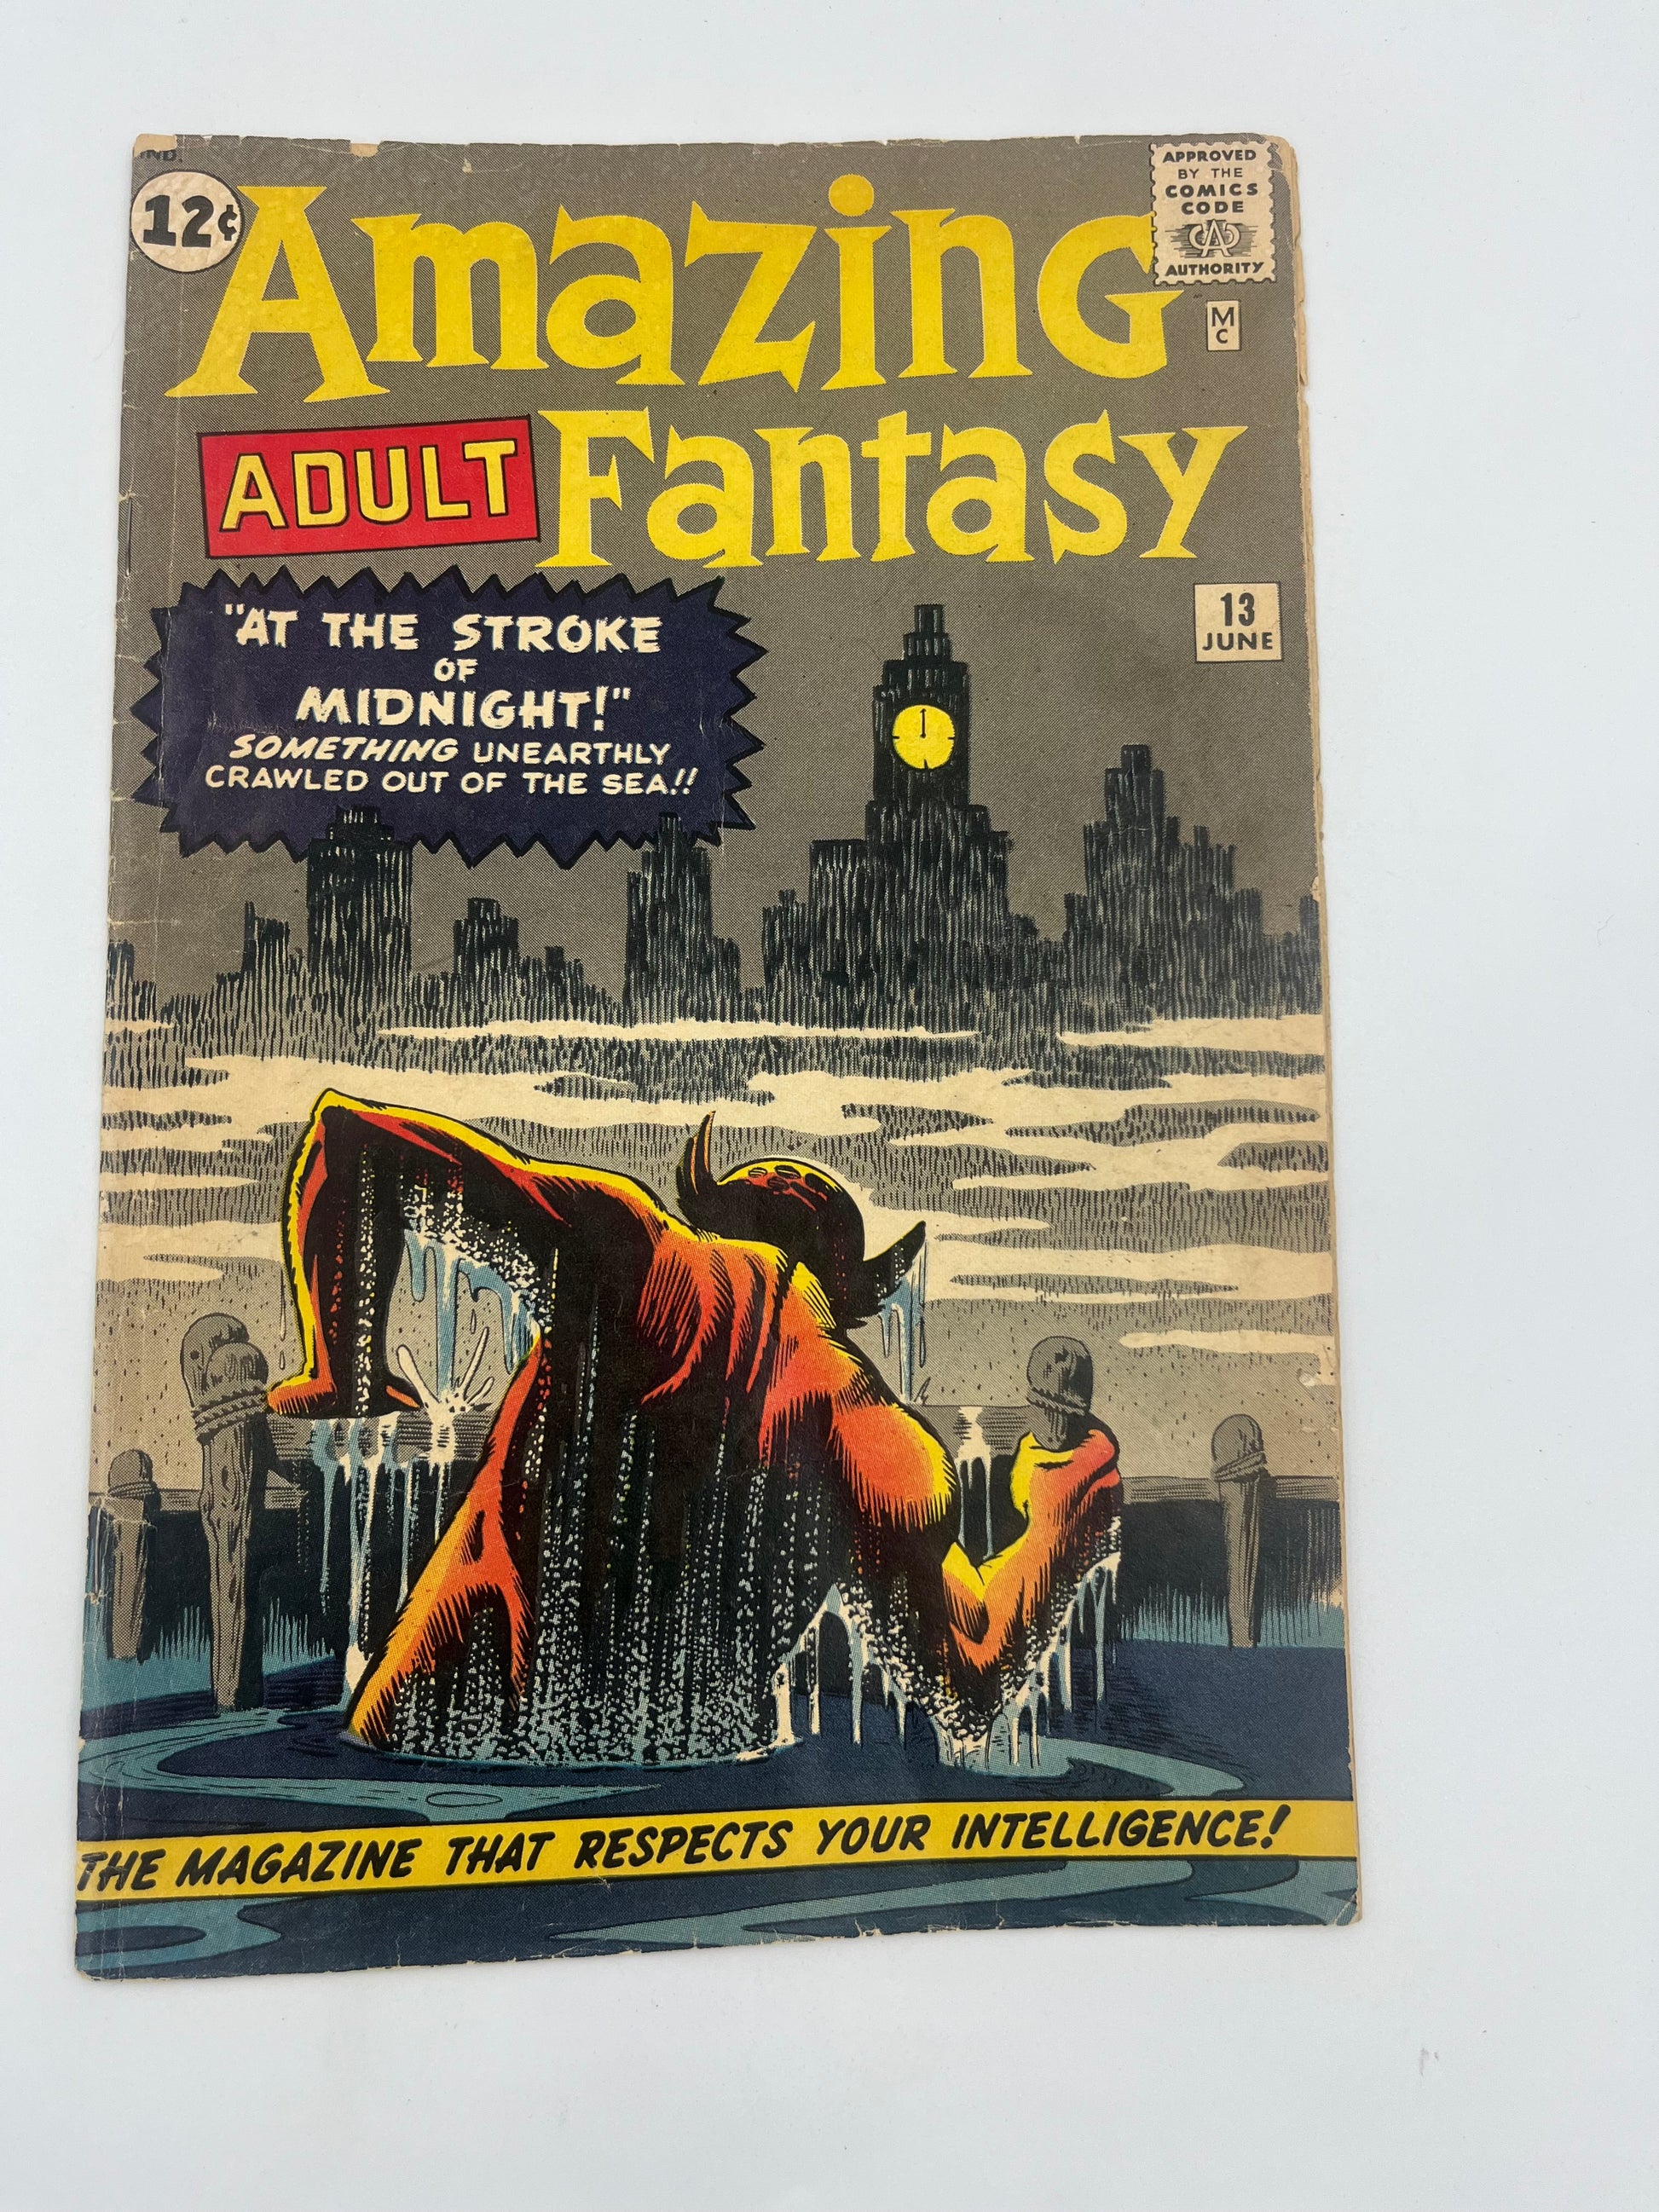 IND.
12¢
APPROVED
BY THE
COMICS
CODE
CA
AUTHORITY
Amazing
M
C
ADULT Fantasy
13
JUNE
"AT THE STROKE
OF
MIDNIGHT!"
SOMETHING UNEARTHLY
CRAWLED OUT OF THE SEA!!
THE MAGAZINE THAT RESPECTS YOUR INTELLIGENCE!